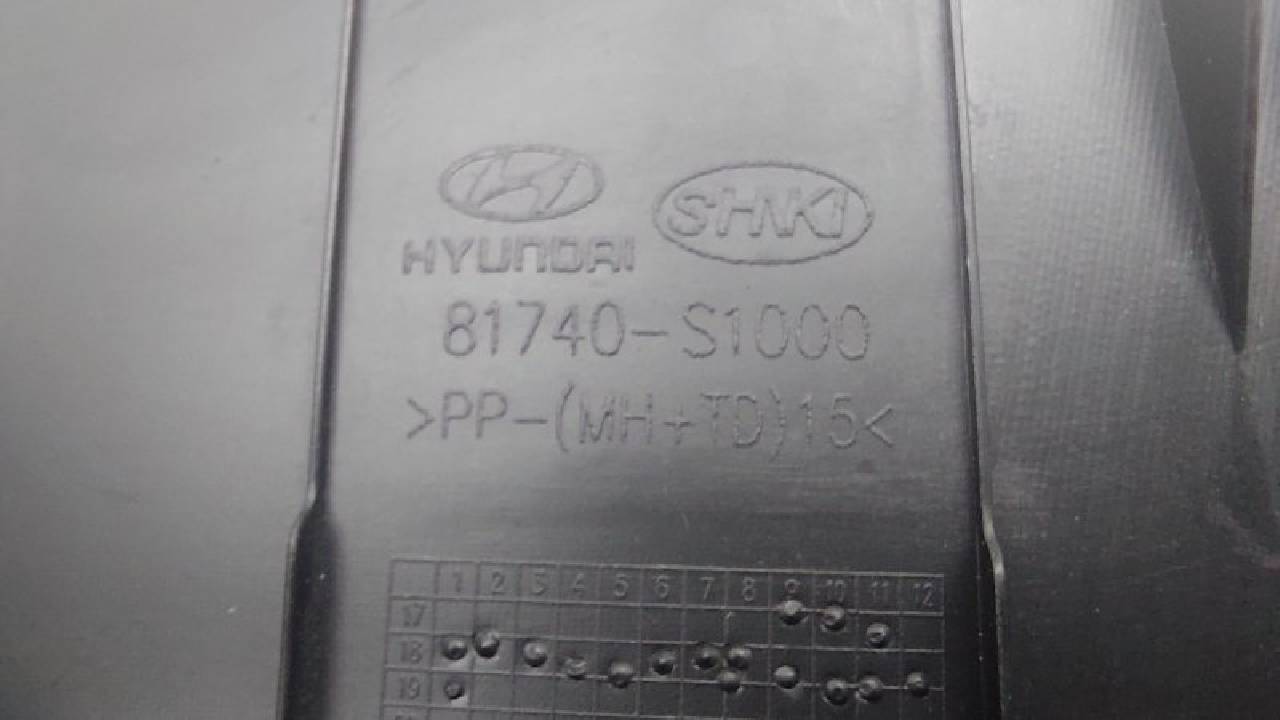 HYUNDAI SHNKI
81740-S1000
>PP-(MH+TD)15<
1 2 3 4 5 6 7 8 9 10 11 12
17
18
19